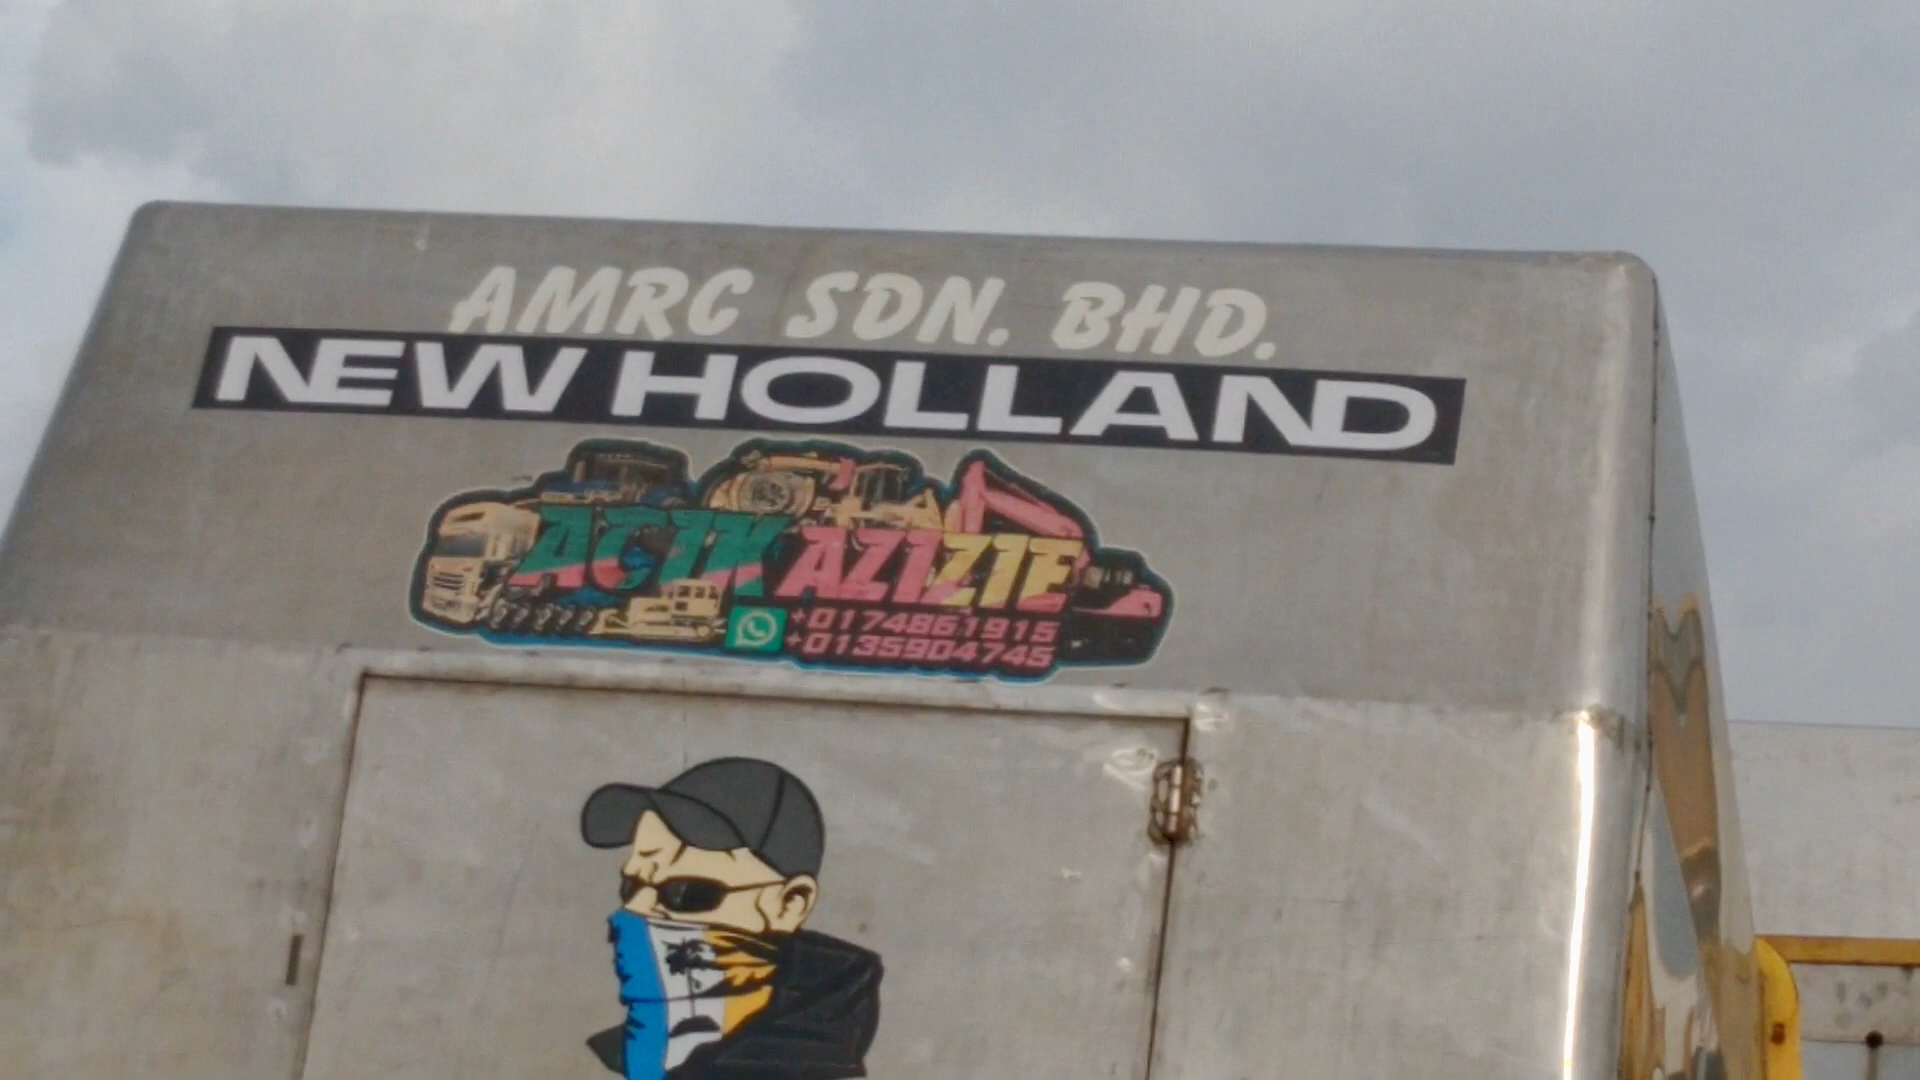 AMRC SDN. BHD.
NEW HOLLAND
ACIK AZIZIE
+0174861915
+0135904745